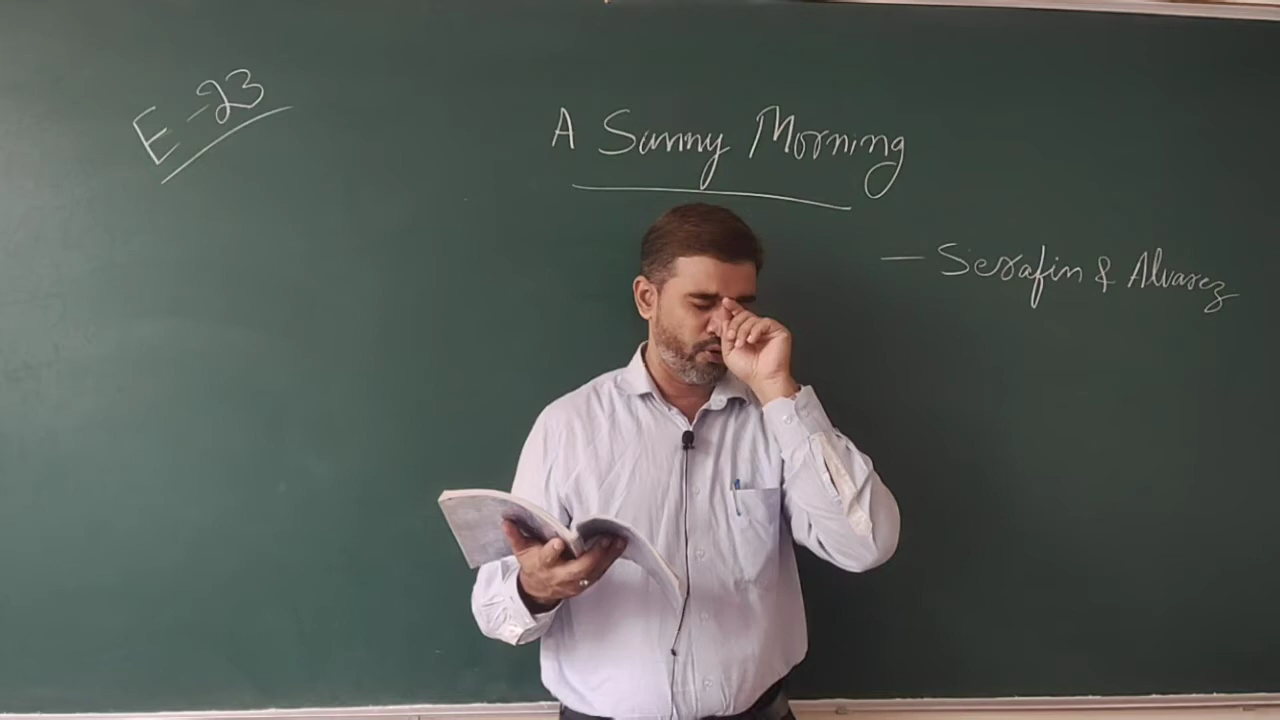 E-23
A Sunny Morning
— Serafin & Alvarez